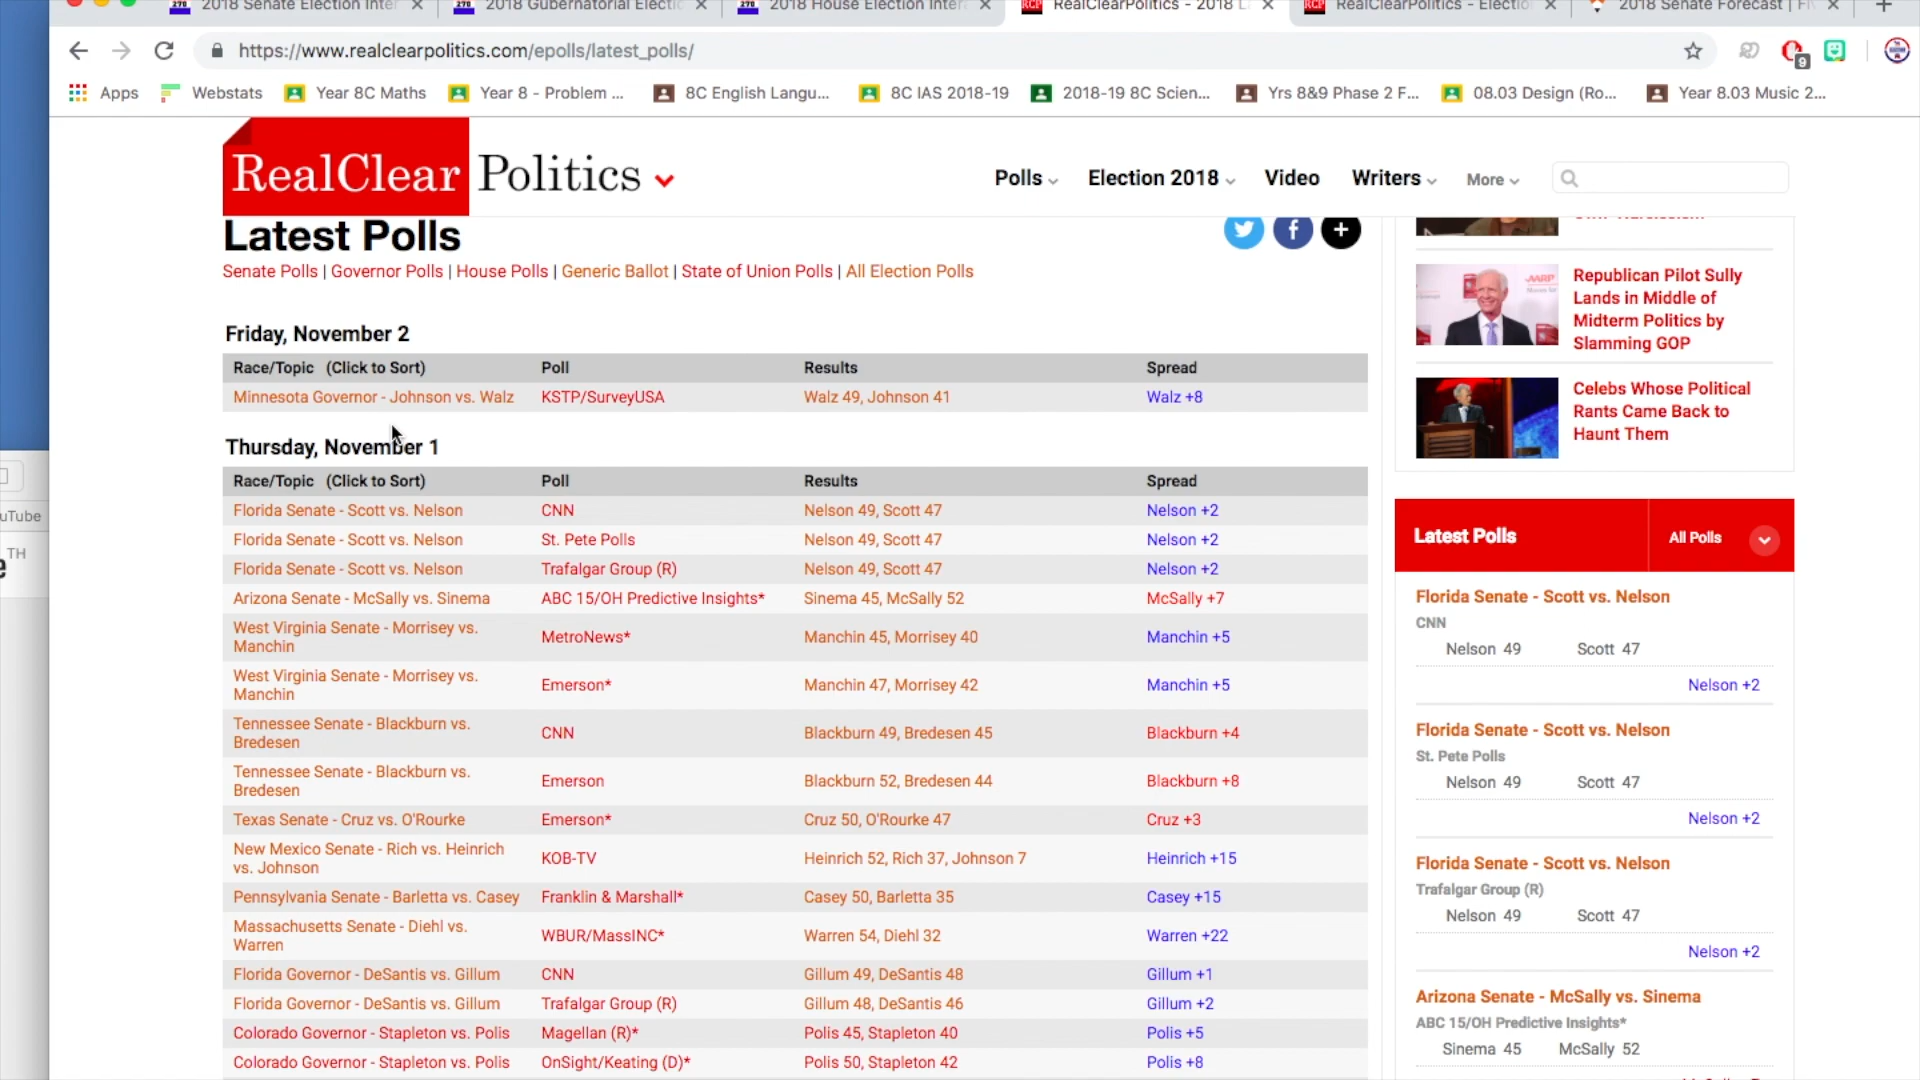 2018 Senate Election Inter
2018 Gubernatorial Electio
2018 House Election Intera
RealClearPolitics - 2018 L
RealClearPolitics - Election
2018 Senate Forecast | Fiv
https://www.realclearpolitics.com/epolls/latest_polls/
9
Apps
Webstats
Year 8C Maths
Year 8 - Problem ...
8C English Langu...
8C IAS 2018-19
2018-19 8C Scien...
Yrs 8&9 Phase 2 F...
08.03 Design (Ro...
Year 8.03 Music 2...
RealClear Politics
Polls
Election 2018
Video
Writers
More
Latest Polls
Senate Polls | Governor Polls | House Polls | Generic Ballot | State of Union Polls | All Election Polls
Friday, November 2
Race/Topic (Click to Sort) Poll Results Spread
Minnesota Governor - Johnson vs. Walz KSTP/SurveyUSA Walz 49, Johnson 41 Walz +8
Thursday, November 1
Race/Topic (Click to Sort) Poll Results Spread
Florida Senate - Scott vs. Nelson CNN Nelson 49, Scott 47 Nelson +2
Florida Senate - Scott vs. Nelson St. Pete Polls Nelson 49, Scott 47 Nelson +2
Florida Senate - Scott vs. Nelson Trafalgar Group (R) Nelson 49, Scott 47 Nelson +2
Arizona Senate - McSally vs. Sinema ABC 15/OH Predictive Insights* Sinema 45, McSally 52 McSally +7
West Virginia Senate - Morrisey vs.
Manchin MetroNews* Manchin 45, Morrisey 40 Manchin +5
West Virginia Senate - Morrisey vs.
Manchin Emerson* Manchin 47, Morrisey 42 Manchin +5
Tennessee Senate - Blackburn vs.
Bredesen CNN Blackburn 49, Bredesen 45 Blackburn +4
Tennessee Senate - Blackburn vs.
Bredesen Emerson Blackburn 52, Bredesen 44 Blackburn +8
Texas Senate - Cruz vs. O'Rourke Emerson* Cruz 50, O'Rourke 47 Cruz +3
New Mexico Senate - Rich vs. Heinrich
vs. Johnson KOB-TV Heinrich 52, Rich 37, Johnson 7 Heinrich +15
Pennsylvania Senate - Barletta vs. Casey Franklin & Marshall* Casey 50, Barletta 35 Casey +15
Massachusetts Senate - Diehl vs.
Warren WBUR/MassINC* Warren 54, Diehl 32 Warren +22
Florida Governor - DeSantis vs. Gillum CNN Gillum 49, DeSantis 48 Gillum +1
Florida Governor - DeSantis vs. Gillum Trafalgar Group (R) Gillum 48, DeSantis 46 Gillum +2
Colorado Governor - Stapleton vs. Polis Magellan (R)* Polis 45, Stapleton 40 Polis +5
Colorado Governor - Stapleton vs. Polis OnSight/Keating (D)* Polis 50, Stapleton 42 Polis +8
AARP
Republican Pilot Sully
Lands in Middle of
Midterm Politics by
Slamming GOP
Celebs Whose Political
Rants Came Back to
Haunt Them
Latest Polls
All Polls
Florida Senate - Scott vs. Nelson
CNN
Nelson 49 Scott 47
Nelson +2
Florida Senate - Scott vs. Nelson
St. Pete Polls
Nelson 49 Scott 47
Nelson +2
Florida Senate - Scott vs. Nelson
Trafalgar Group (R)
Nelson 49 Scott 47
Nelson +2
Arizona Senate - McSally vs. Sinema
ABC 15/OH Predictive Insights*
Sinema 45 McSally 52
uTube
TH
e